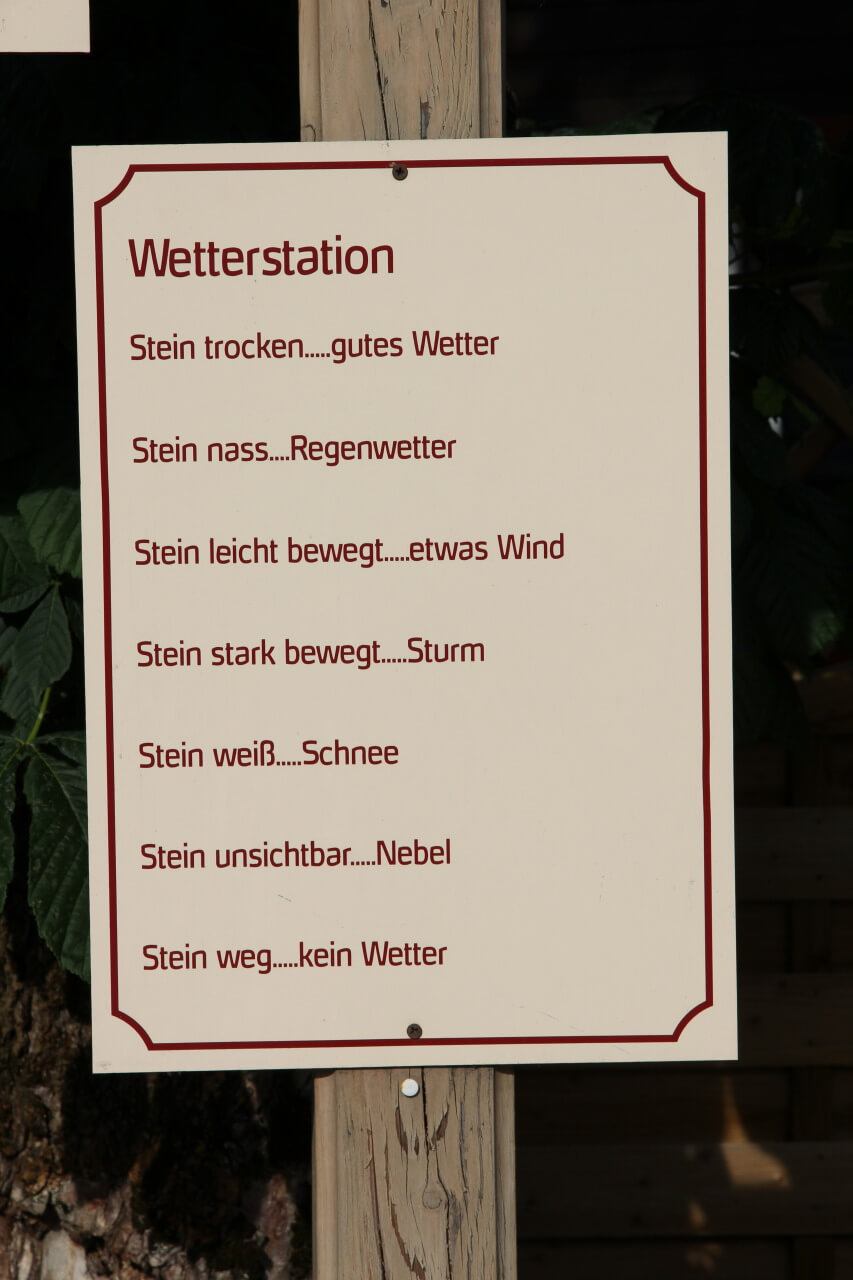 Wetterstation
Stein trocken.....gutes Wetter
Stein nass....Regenwetter
Stein leicht bewegt.....etwas Wind
Stein stark bewegt.....Sturm
Stein weiß.....Schnee
Stein unsichtbar.....Nebel
Stein weg.....kein Wetter